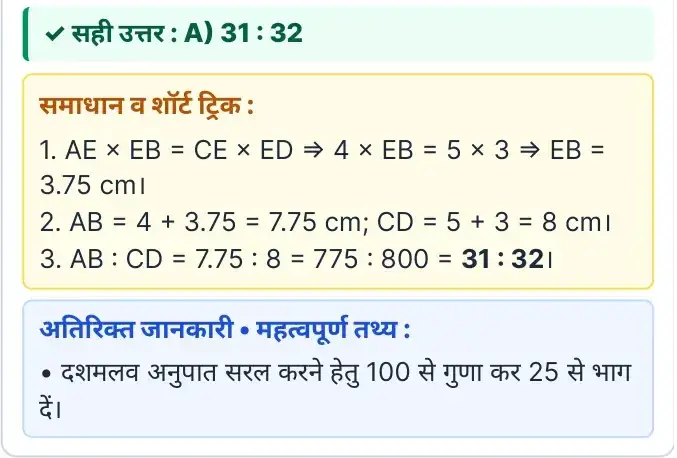 ✓ सही उत्तर : A) 31 : 32
समाधान व शॉर्ट ट्रिक :
1. AE × EB = CE × ED ⇒ 4 × EB = 5 × 3 ⇒ EB =
3.75 cm।
2. AB = 4 + 3.75 = 7.75 cm; CD = 5 + 3 = 8 cm।
3. AB : CD = 7.75 : 8 = 775 : 800 = 31 : 32।
अतिरिक्त जानकारी • महत्वपूर्ण तथ्य :
• दशमलव अनुपात सरल करने हेतु 100 से गुणा कर 25 से भाग
दें।